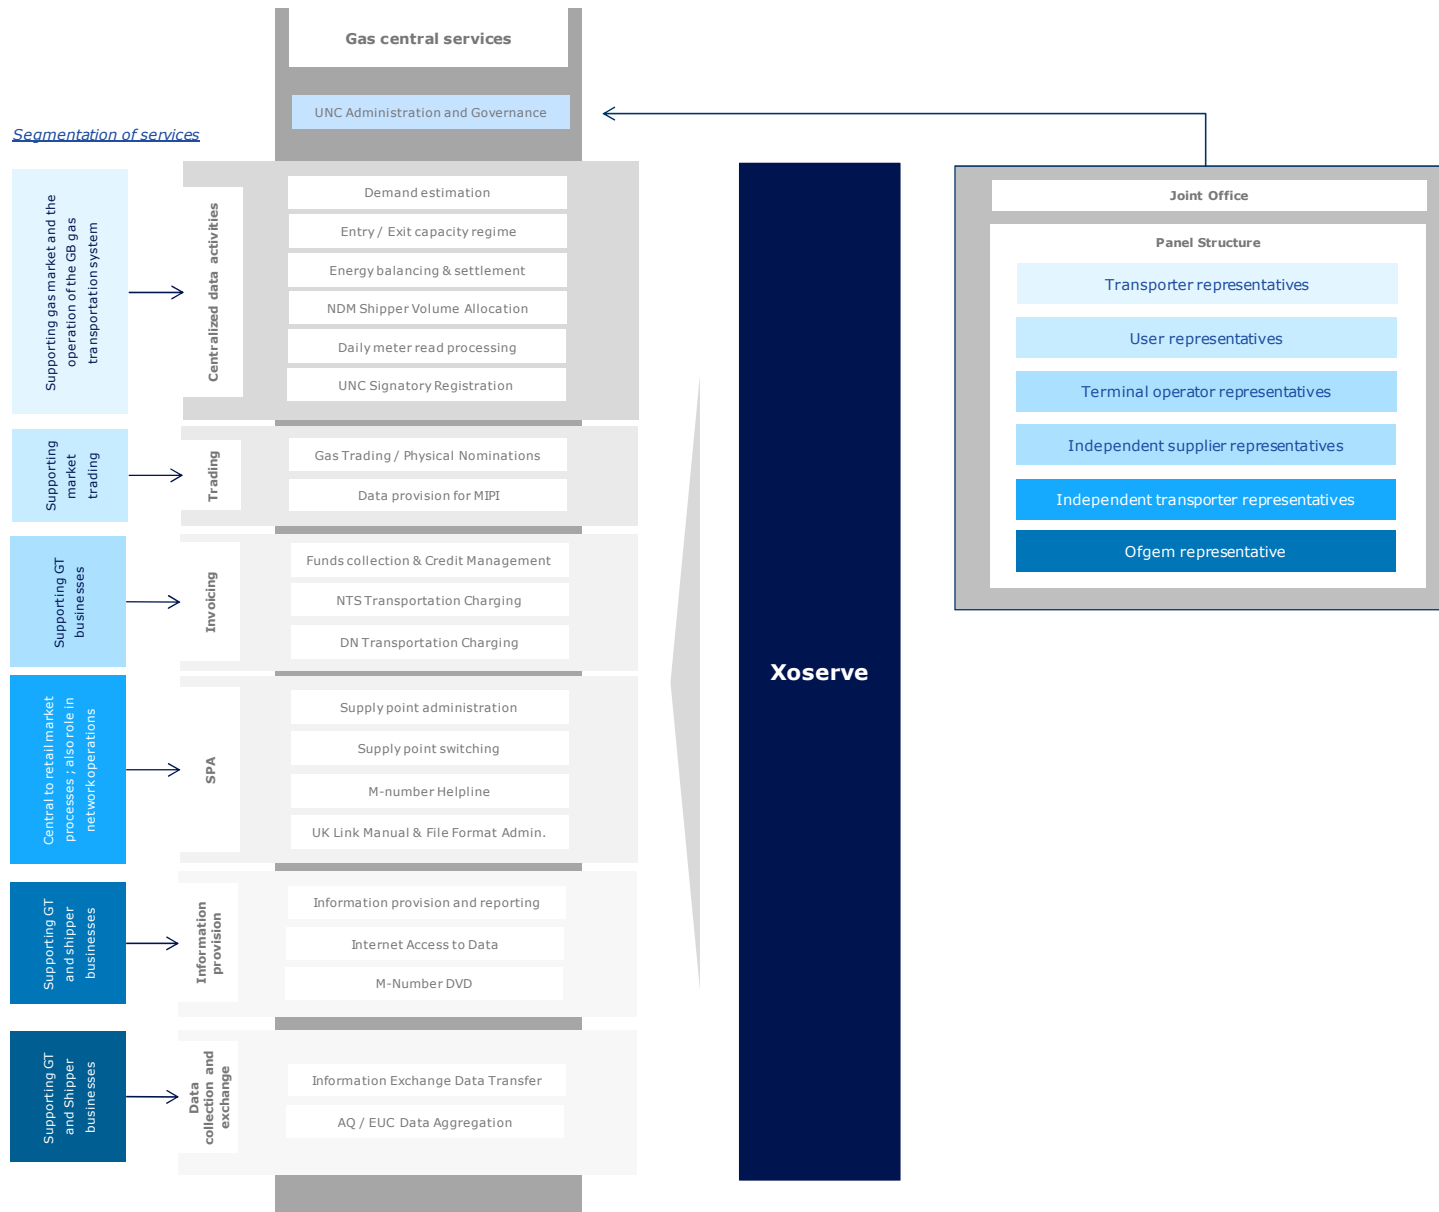 Gas central services
UNC Administration and Governance
Segmentation of services
Supporting gas market and the
operation of the GB gas
transportation system
Centralized data activities
Demand estimation
Entry / Exit capacity regime
Energy balancing & settlement
NDM Shipper Volume Allocation
Daily meter read processing
UNC Signatory Registration
Supporting
market
trading
Trading
Gas Trading / Physical Nominations
Data provision for MIPI
Supporting GT
businesses
Invoicing
Funds collection & Credit Management
NTS Transportation Charging
DN Transportation Charging
Central to retail market
processes ; also role in
network operations
SPA
Supply point administration
Supply point switching
M-number Helpline
UK Link Manual & File Format Admin.
Supporting GT
and shipper
businesses
Information
provision
Information provision and reporting
Internet Access to Data
M-Number DVD
Supporting GT
and Shipper
businesses
Data
collection and
exchange
Information Exchange Data Transfer
AQ / EUC Data Aggregation
Xoserve
Joint Office
Panel Structure
Transporter representatives
User representatives
Terminal operator representatives
Independent supplier representatives
Independent transporter representatives
Ofgem representative